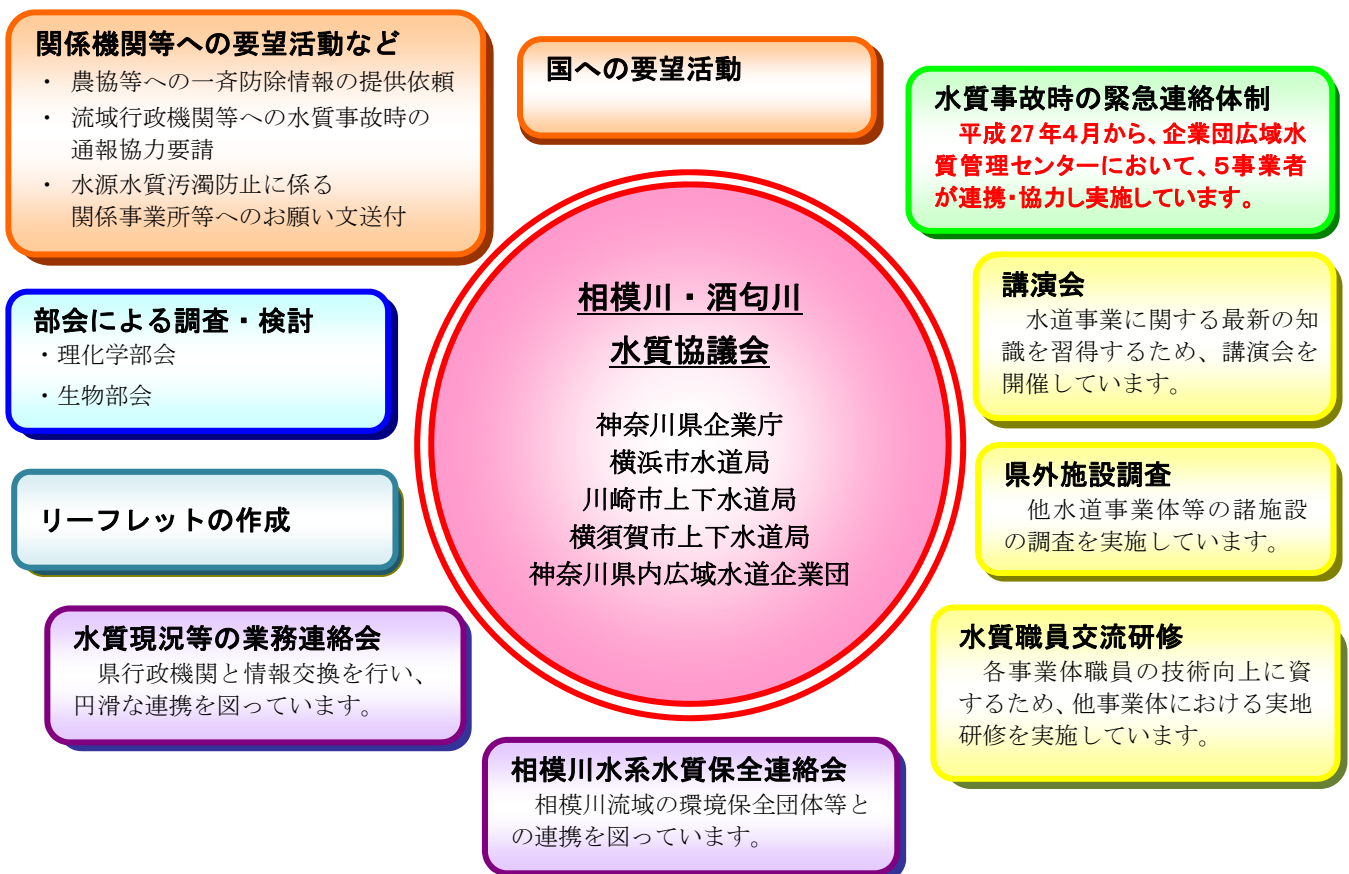 関係機関等への要望活動など
・ 農協等への一斉防除情報の提供依頼
・ 流域行政機関等への水質事故時の
通報協力要請
・ 水源水質汚濁防止に係る
関係事業所等へのお願い文送付
国への要望活動
水質事故時の緊急連絡体制
平成27年4月から、企業団広域水
質管理センターにおいて、5事業者
が連携・協力し実施しています。
部会による調査・検討
・理化学部会
・生物部会
相模川・酒匂川
水質協議会
神奈川県企業庁
横浜市水道局
川崎市上下水道局
横須賀市上下水道局
神奈川県内広域水道企業団
講演会
水道事業に関する最新の知
識を習得するため、講演会を
開催しています。
リーフレットの作成
県外施設調査
他水道事業体等の諸施設
の調査を実施しています。
水質現況等の業務連絡会
県行政機関と情報交換を行い、
円滑な連携を図っています。
水質職員交流研修
各事業体職員の技術向上に資
するため、他事業体における実地
研修を実施しています。
相模川水系水質保全連絡会
相模川流域の環境保全団体等と
の連携を図っています。